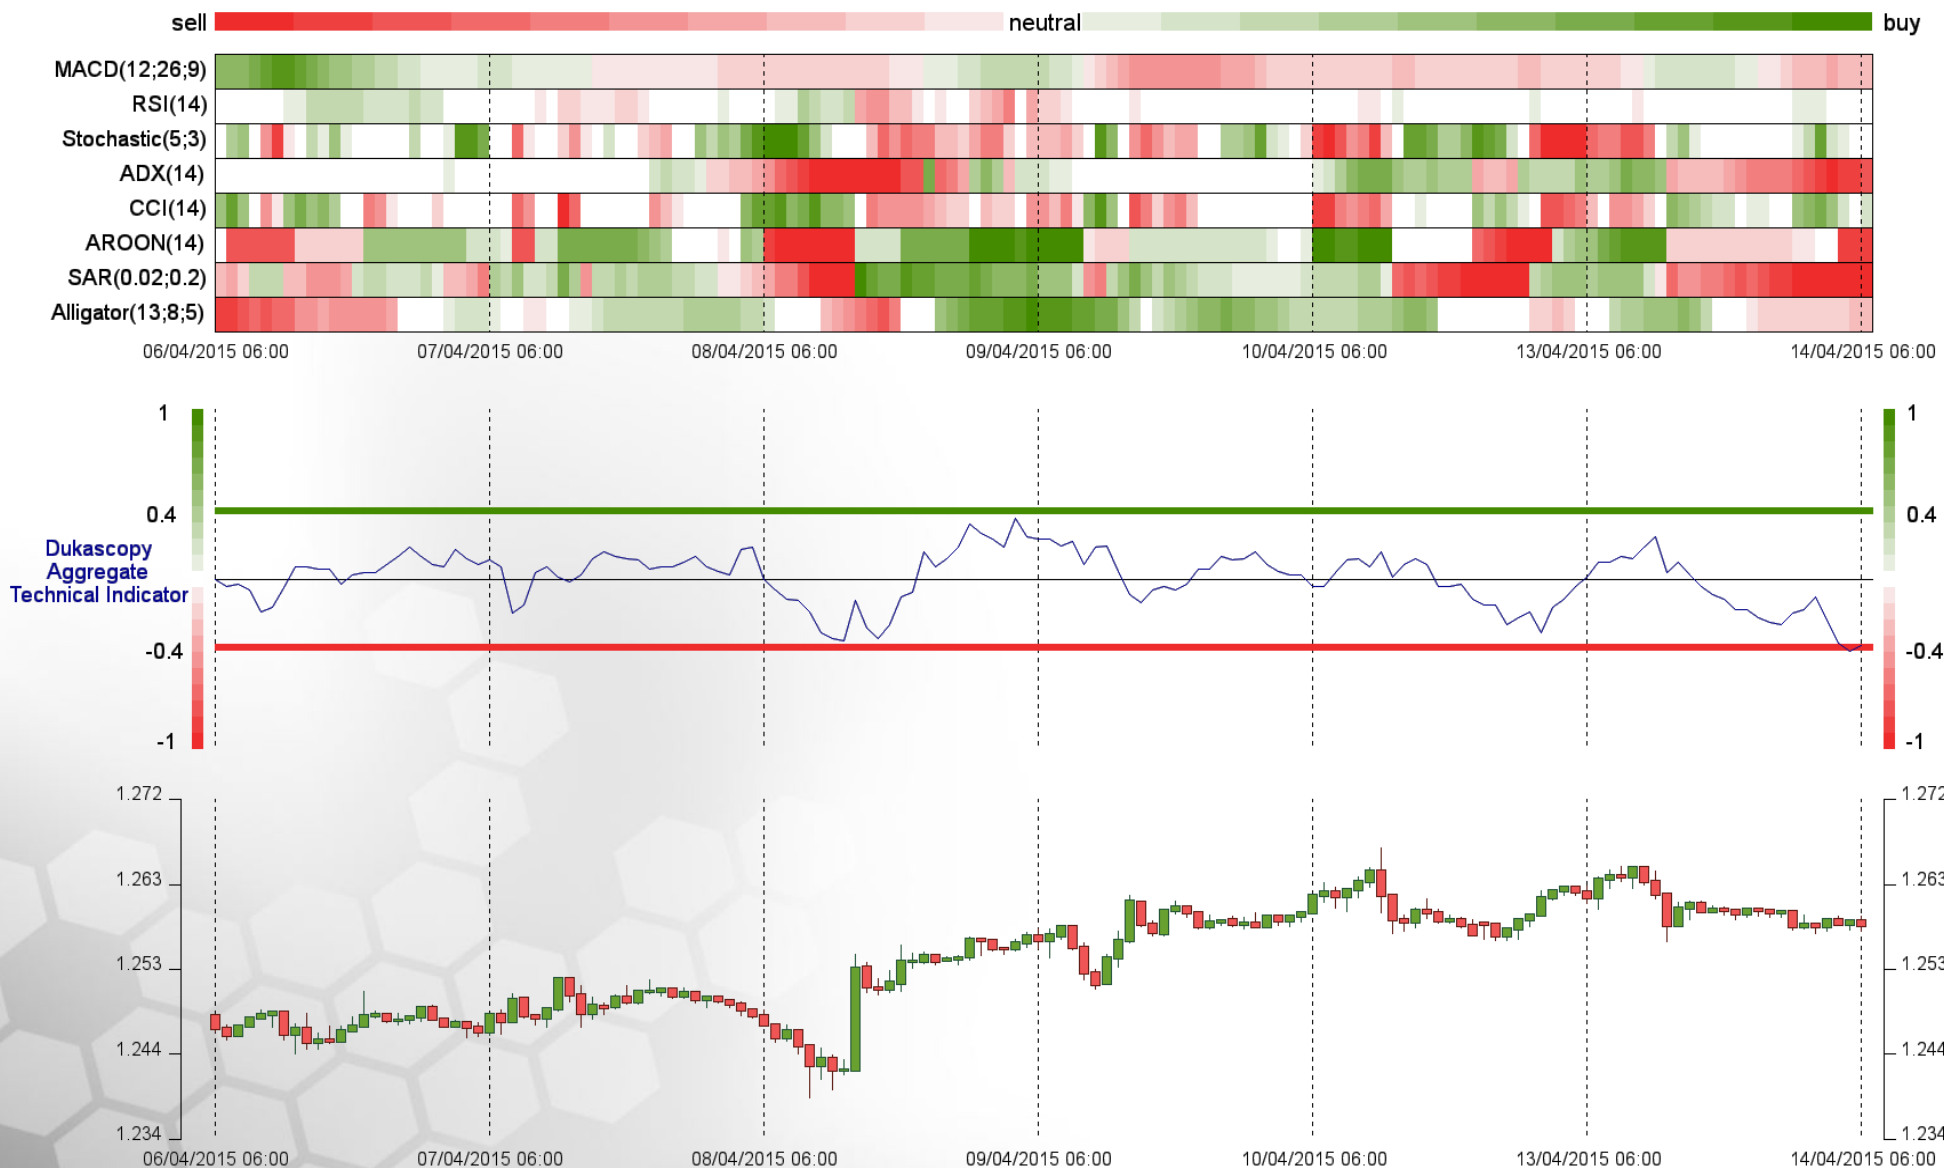 sell neutral buy
MACD(12;26;9)
RSI(14)
Stochastic(5;3)
ADX(14)
CCI(14)
AROON(14)
SAR(0.02;0.2)
Alligator(13;8;5)
06/04/2015 06:00 07/04/2015 06:00 08/04/2015 06:00 09/04/2015 06:00 10/04/2015 06:00 13/04/2015 06:00 14/04/2015 06:00
1 1
0.4 0.4
Dukascopy
Aggregate
Technical Indicator
-0.4 -0.4
-1 -1
1.272 1.272
1.263 1.263
1.253 1.253
1.244 1.244
1.234 1.234
06/04/2015 06:00 07/04/2015 06:00 08/04/2015 06:00 09/04/2015 06:00 10/04/2015 06:00 13/04/2015 06:00 14/04/2015 06:00